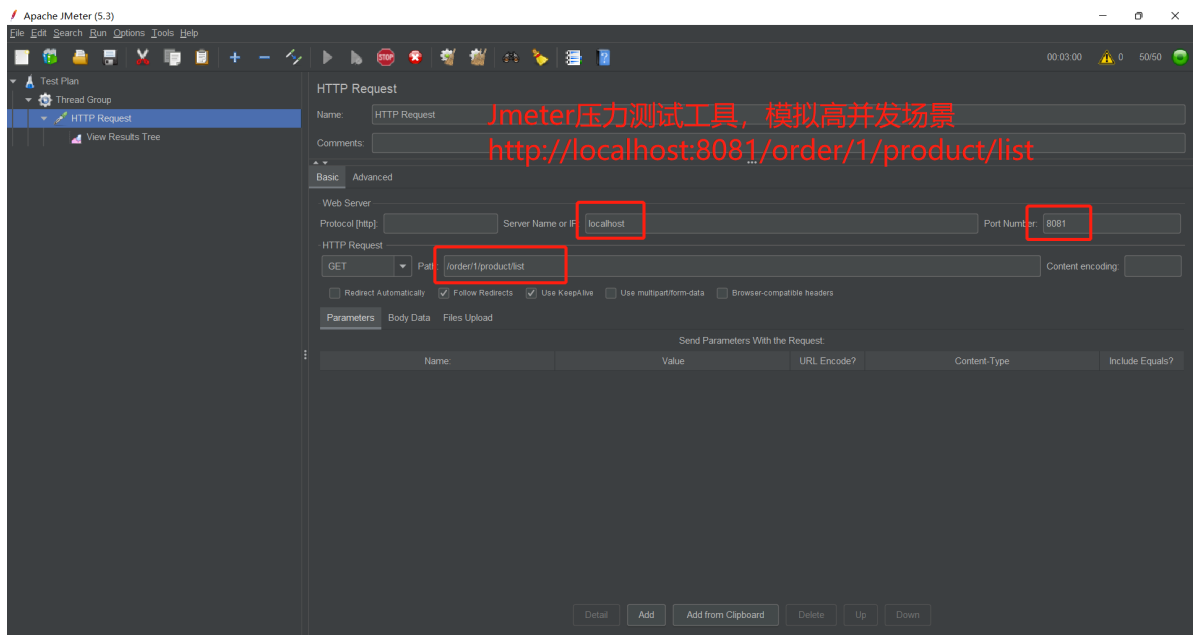 Apache JMeter (5.3)
File Edit Search Run Options Tools Help
STOP
00:03:00 0 50/50
Test Plan
Thread Group
HTTP Request
View Results Tree
HTTP Request
Name: HTTP Request
Jmeter压力测试工具，模拟高并发场景
Comments:
http://localhost:8081/order/1/product/list
Basic Advanced
Web Server
Protocol [http]: Server Name or IP localhost Port Number: 8081
HTTP Request
GET Path: /order/1/product/list Content encoding:
Redirect Automatically Follow Redirects Use KeepAlive Use multipart/form-data Browser-compatible headers
Parameters Body Data Files Upload
Send Parameters With the Request:
Name: Value URL Encode? Content-Type Include Equals?
Detail Add Add from Clipboard Delete Up Down